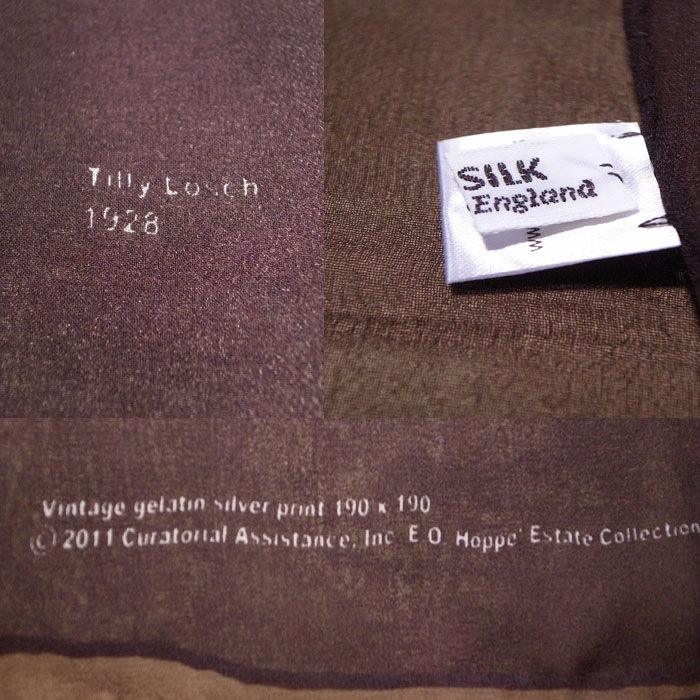 Tilly Losch
1928
SILK
England
Vintage gelatin silver print 190 x 190
© 2011 Curatorial Assistance, Inc. E.O. Hoppé Estate Collection